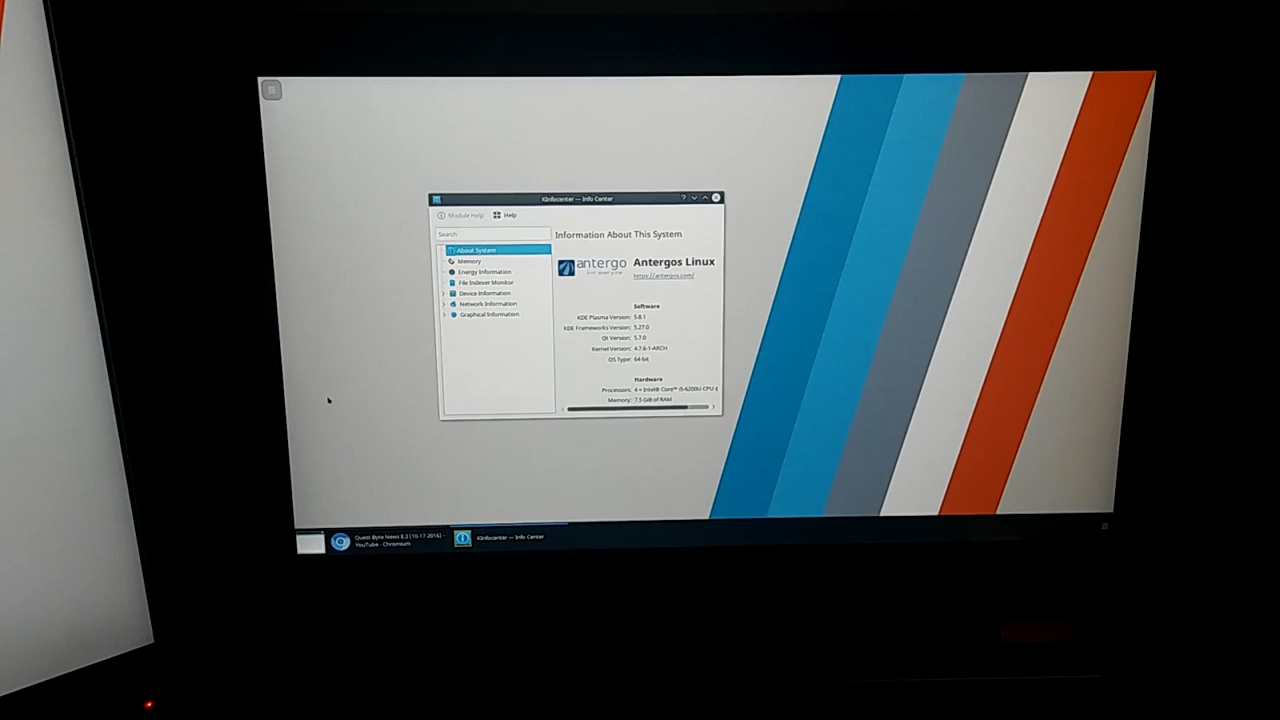 KInfocenter — Info Center
Module Help Help
Search
Information About This System
About System
Memory
Energy Information
File Indexer Monitor
Device Information
Network Information
Graphical Information
antergo
Antergos Linux
https://antergos.com/
Software
KDE Plasma Version: 5.8.1
KDE Frameworks Version: 5.27.0
Qt Version: 5.7.0
Kernel Version: 4.7.6-1-ARCH
OS Type: 64-bit
Hardware
Processors: 4 × Intel® Core™ i5-6200U CPU
Memory: 7.5 GiB of RAM
Quest Byte News E.3 [10-17-2016] -
YouTube - Chromium
KInfocenter — Info Center